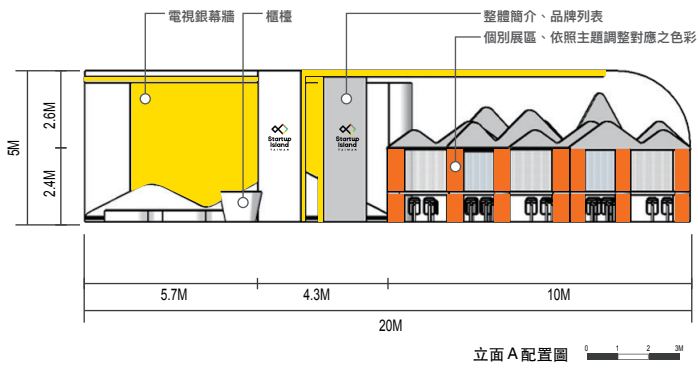 電視銀幕牆
櫃檯
整體簡介、品牌列表
個別展區、依照主題調整對應之色彩
5M
2.6M
2.4M
Startup
Island
TAIWAN
Startup
Island
TAIWAN
5.7M
4.3M
10M
20M
立面A配置圖
0 1 2 3M